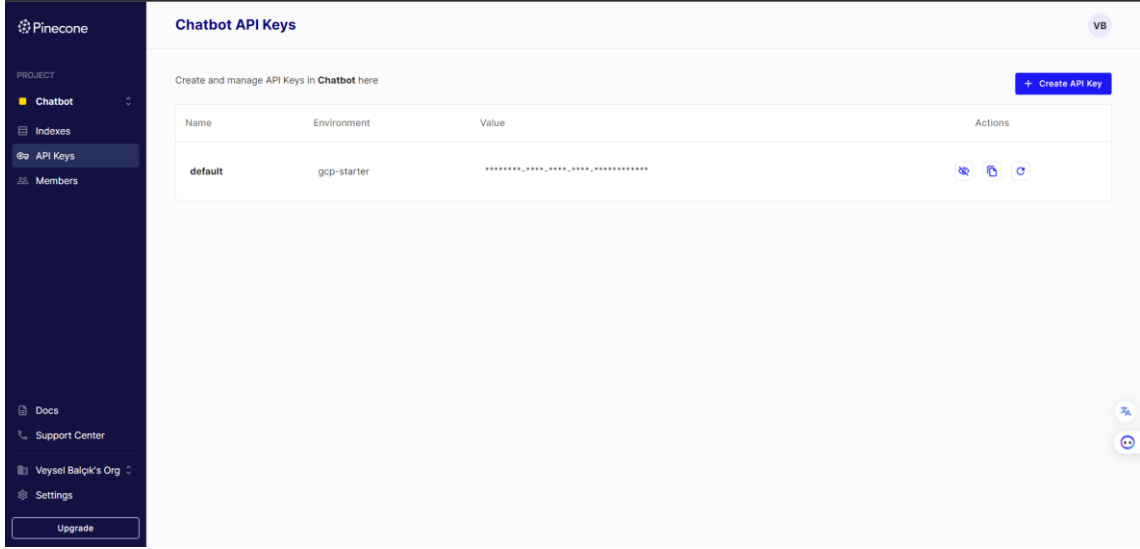 Pinecone
Chatbot API Keys
VB
PROJECT
Chatbot
Indexes
API Keys
Members
Create and manage API Keys in Chatbot here
+ Create API Key
Name Environment Value Actions
default gcp-starter ********-****-****-****-************
Docs
Support Center
Veysel Balçık's Org
Settings
Upgrade